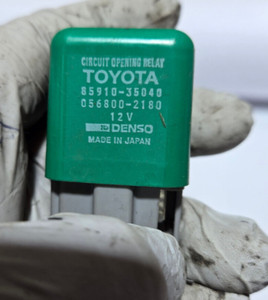 CIRCUIT OPENING RELAY
TOYOTA
85910-35040
056800-2180
12V
DENSO
MADE IN JAPAN